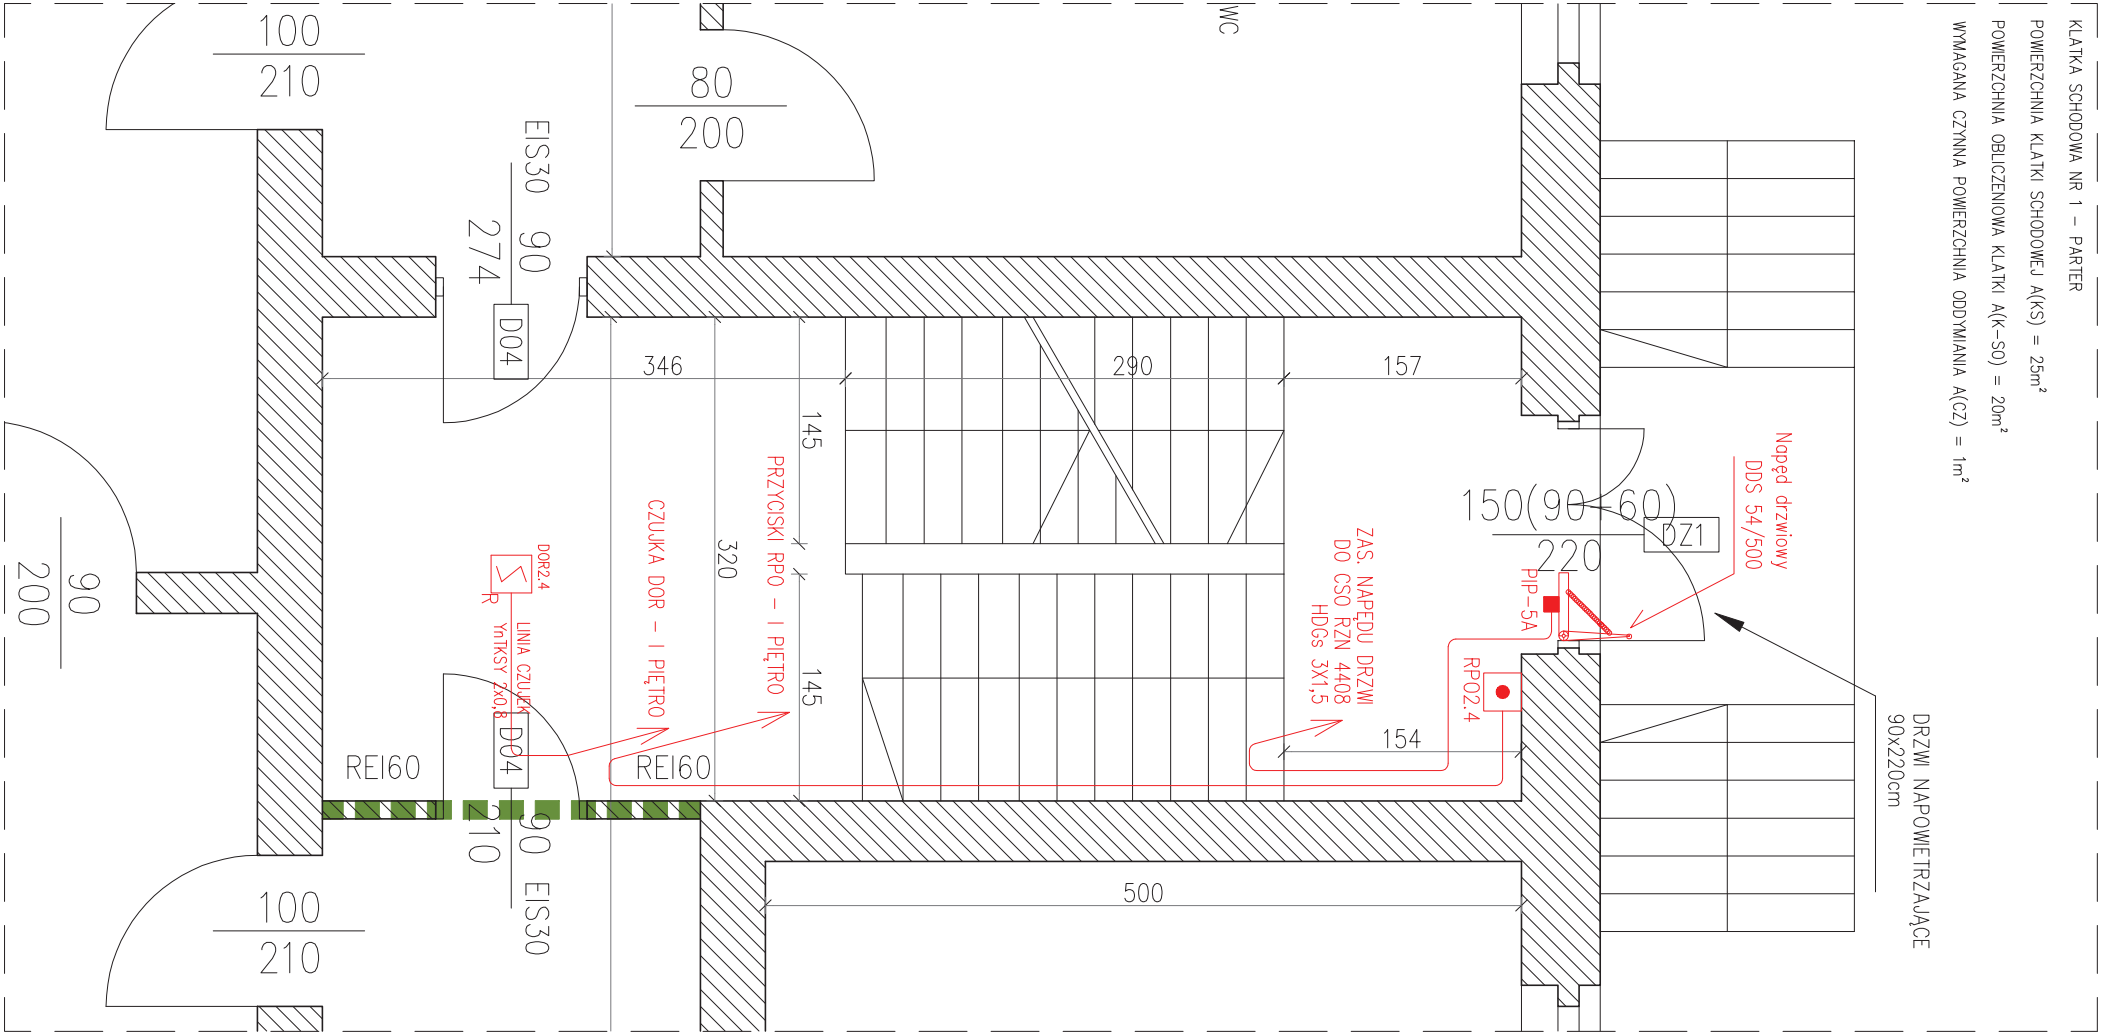 KLATKA SCHODOWA NR 1 - PARTER
POWIERZCHNIA KLATKI SCHODOWEJ A(KS) = 25m²
POWIERZCHNIA OBLICZENIOWA KLATKI A(K-SO) = 20m²
WYMAGANA CZYNNA POWIERZCHNIA ODDYMIANIA A(CZ) = 1m²
WC
100
210
80
200
EIS30 90
274
D04
346
290
157
145
320
145
154
500
150(90+60)
220
DZ1
Napęd drzwiowy
DDS 54/500
PIP-5A
RPO2.4
ZAS. NAPĘDU DRZWI
DO CSO RZN 4408
HDGs 3X1,5
PRZYCISKI RPO - I PIĘTRO
CZUJKA DOR - I PIĘTRO
DOR2.4
R
LINIA CZUJEK
YnTKSY 2x0,8
D04
REI60
REI60
90 EIS30
210
90
200
100
210
DRZWI NAPOWIETRZAJĄCE
90x220cm